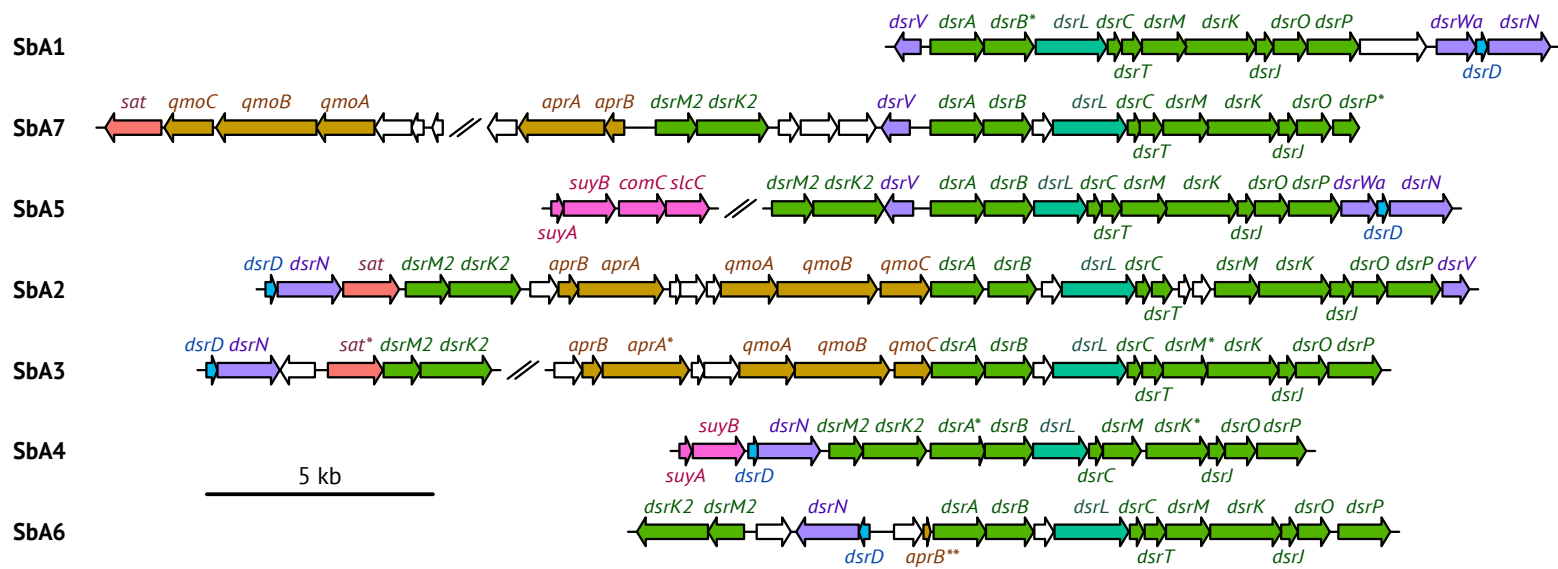 dsrV dsrA dsrB* dsrL dsrC dsrM dsrK dsrO dsrP dsrWa dsrN
SbA1
dsrT dsrJ dsrD
sat qmoC qmoB qmoA aprA aprB dsrM2 dsrK2 dsrV dsrA dsrB dsrL dsrC dsrM dsrK dsrO dsrP*
SbA7
dsrT dsrJ
suyB comC slcC dsrM2 dsrK2 dsrV dsrA dsrB dsrL dsrC dsrM dsrK dsrO dsrP dsrWa dsrN
SbA5
suyA dsrT dsrJ dsrD
dsrD dsrN sat dsrM2 dsrK2 aprB aprA qmoA qmoB qmoC dsrA dsrB dsrL dsrC dsrM dsrK dsrO dsrP dsrV
SbA2
dsrT dsrJ
dsrD dsrN sat* dsrM2 dsrK2 aprB aprA* qmoA qmoB qmoC dsrA dsrB dsrL dsrC dsrM* dsrK dsrO dsrP
SbA3
dsrT dsrJ
suyB dsrN dsrM2 dsrK2 dsrA* dsrB dsrL dsrM dsrK* dsrO dsrP
SbA4
suyA dsrD dsrC dsrJ
5 kb
dsrK2 dsrM2 dsrN dsrA dsrB dsrL dsrC dsrM dsrK dsrO dsrP
SbA6
dsrD aprB** dsrT dsrJ